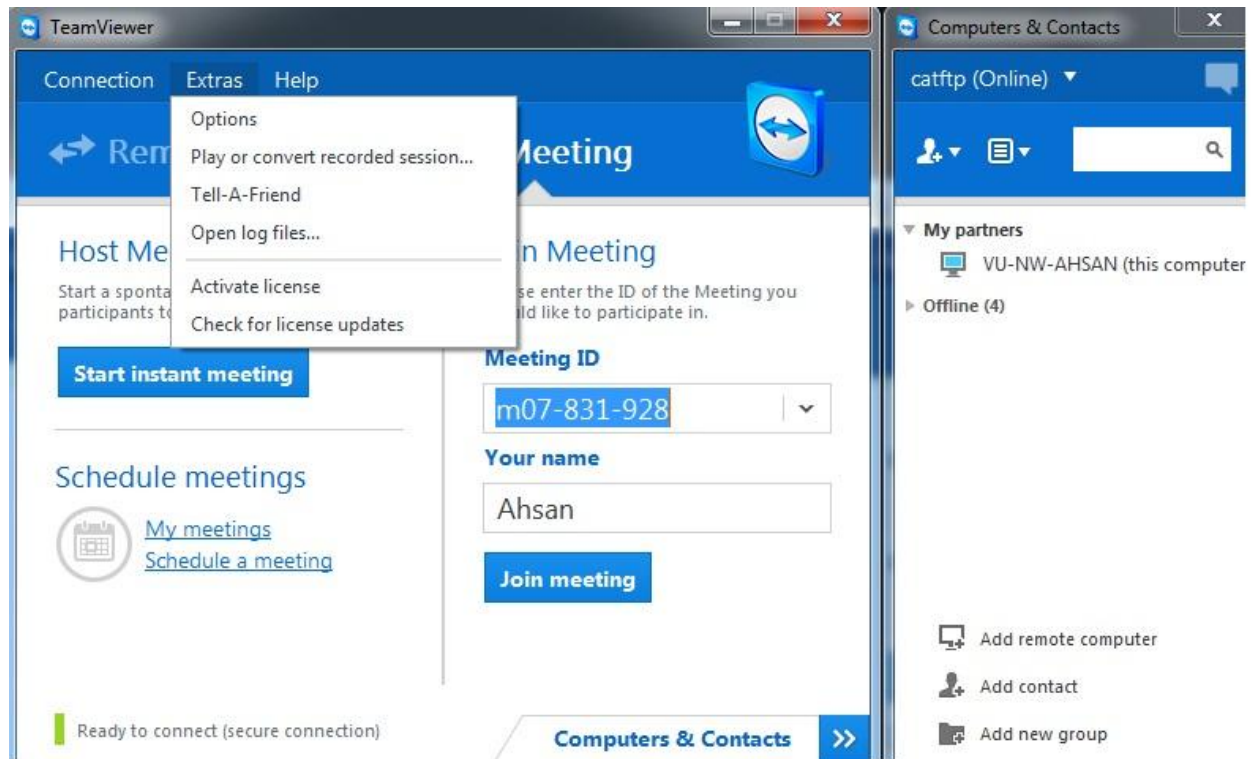 TeamViewer
Connection Extras Help
Options
Play or convert recorded session...
Tell-A-Friend
Open log files...
Activate license
Check for license updates
Rem
Meeting
Host Me
Start a sponta
participants to
Start instant meeting
Schedule meetings
My meetings
Schedule a meeting
n Meeting
se enter the ID of the Meeting you
ld like to participate in.
Meeting ID
m07-831-928
Your name
Ahsan
Join meeting
Ready to connect (secure connection)
Computers & Contacts
Computers & Contacts
catftp (Online)
My partners
VU-NW-AHSAN (this computer
Offline (4)
Add remote computer
Add contact
Add new group